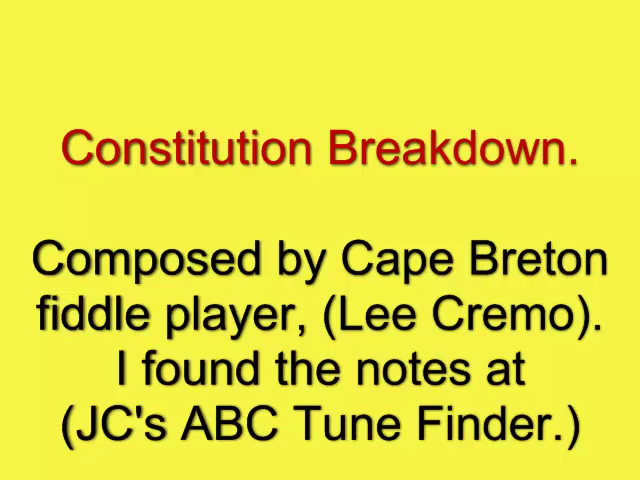 Constitution Breakdown.
Composed by Cape Breton
fiddle player, (Lee Cremo).
I found the notes at
(JC's ABC Tune Finder.)